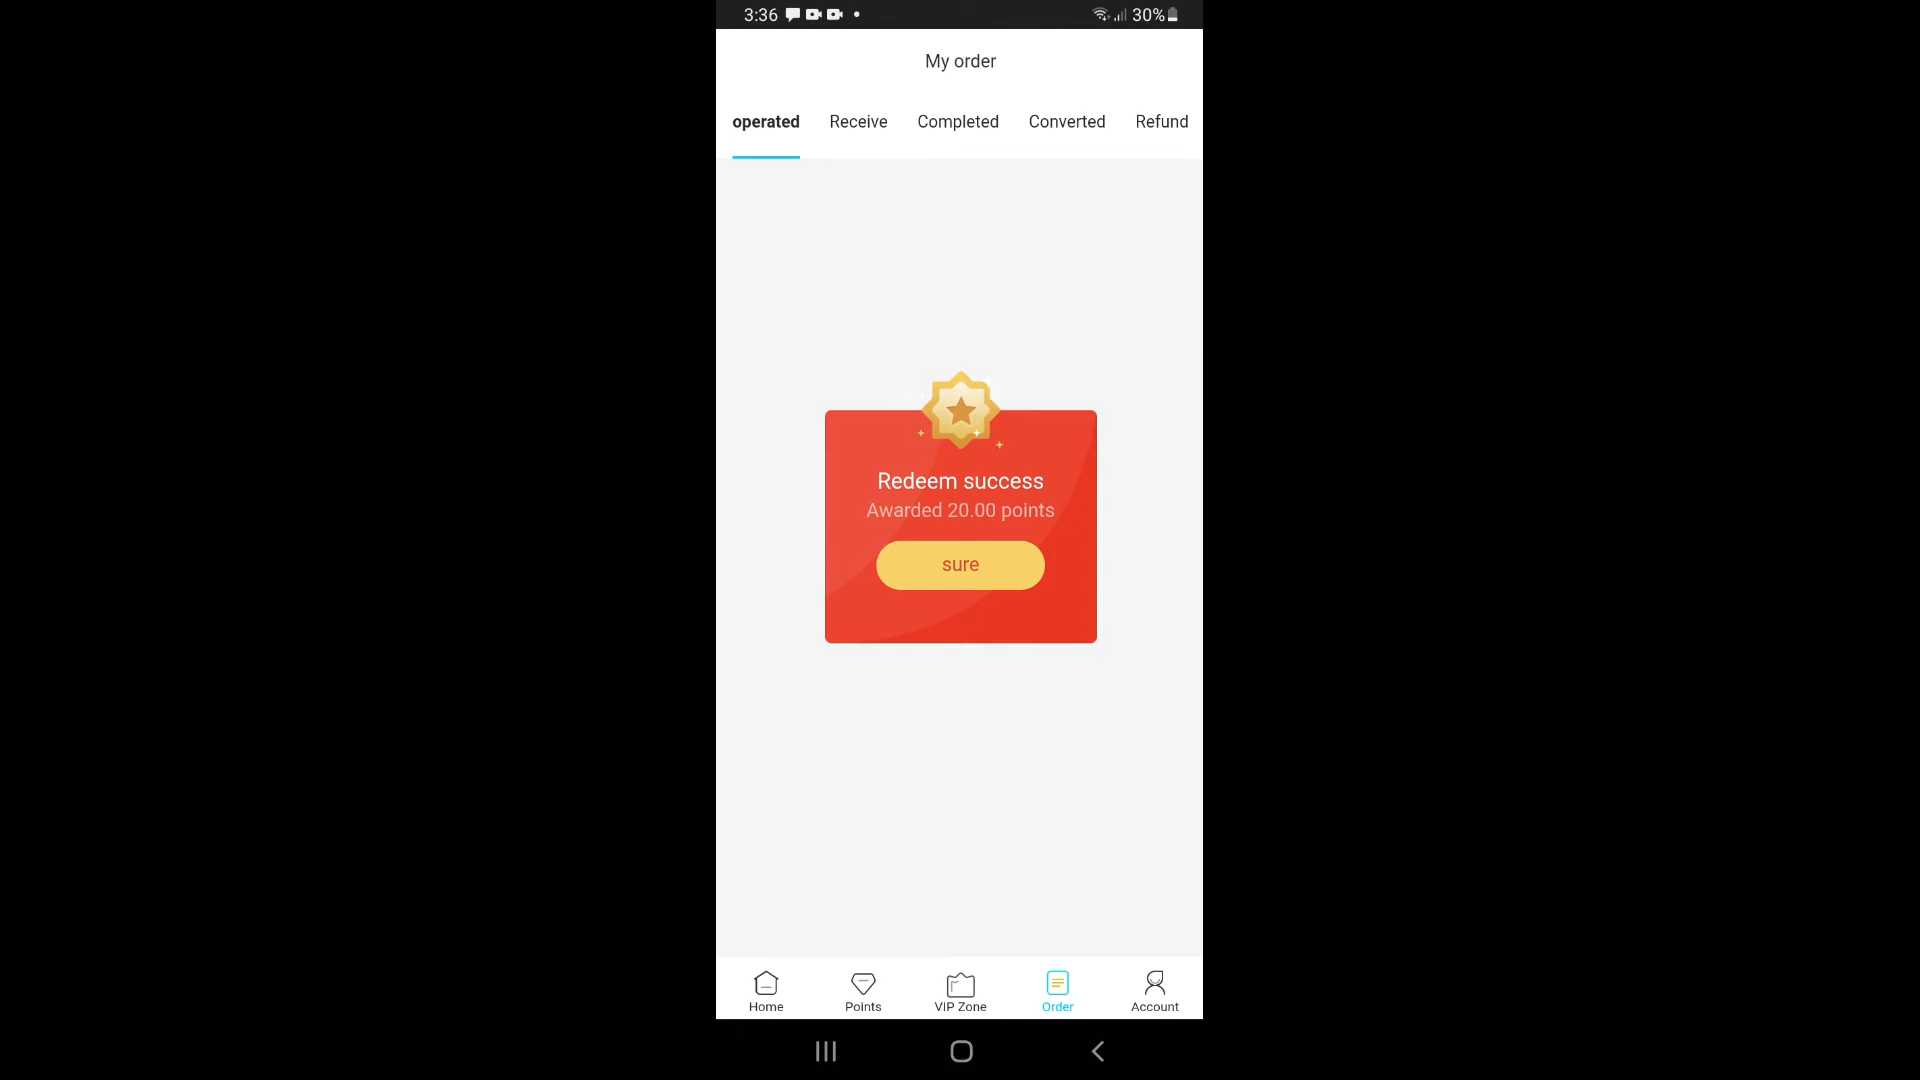 3:36 30%
My order
operated Receive Completed Converted Refund
Redeem success
Awarded 20.00 points
sure
Home Points VIP Zone Order Account